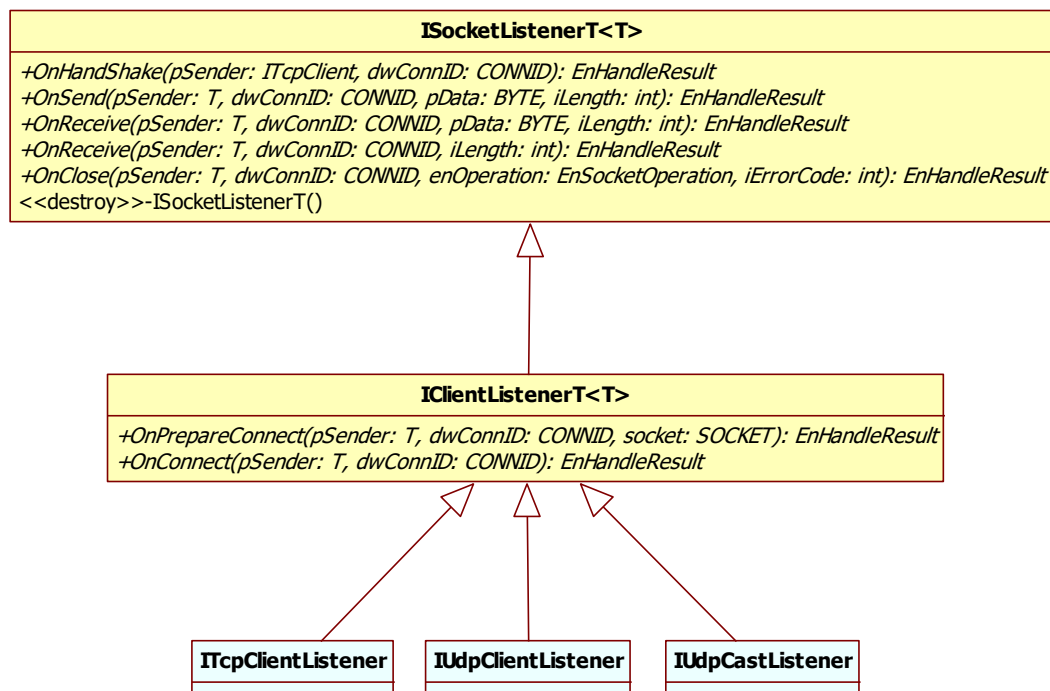 ISocketListenerT<T>
+OnHandShake(pSender: ITcpClient, dwConnID: CONNID): EnHandleResult
+OnSend(pSender: T, dwConnID: CONNID, pData: BYTE, iLength: int): EnHandleResult
+OnReceive(pSender: T, dwConnID: CONNID, pData: BYTE, iLength: int): EnHandleResult
+OnReceive(pSender: T, dwConnID: CONNID, iLength: int): EnHandleResult
+OnClose(pSender: T, dwConnID: CONNID, enOperation: EnSocketOperation, iErrorCode: int): EnHandleResult
<<destroy>>-ISocketListenerT()
IClientListenerT<T>
+OnPrepareConnect(pSender: T, dwConnID: CONNID, socket: SOCKET): EnHandleResult
+OnConnect(pSender: T, dwConnID: CONNID): EnHandleResult
ITcpClientListener IUdpClientListener IUdpCastListener